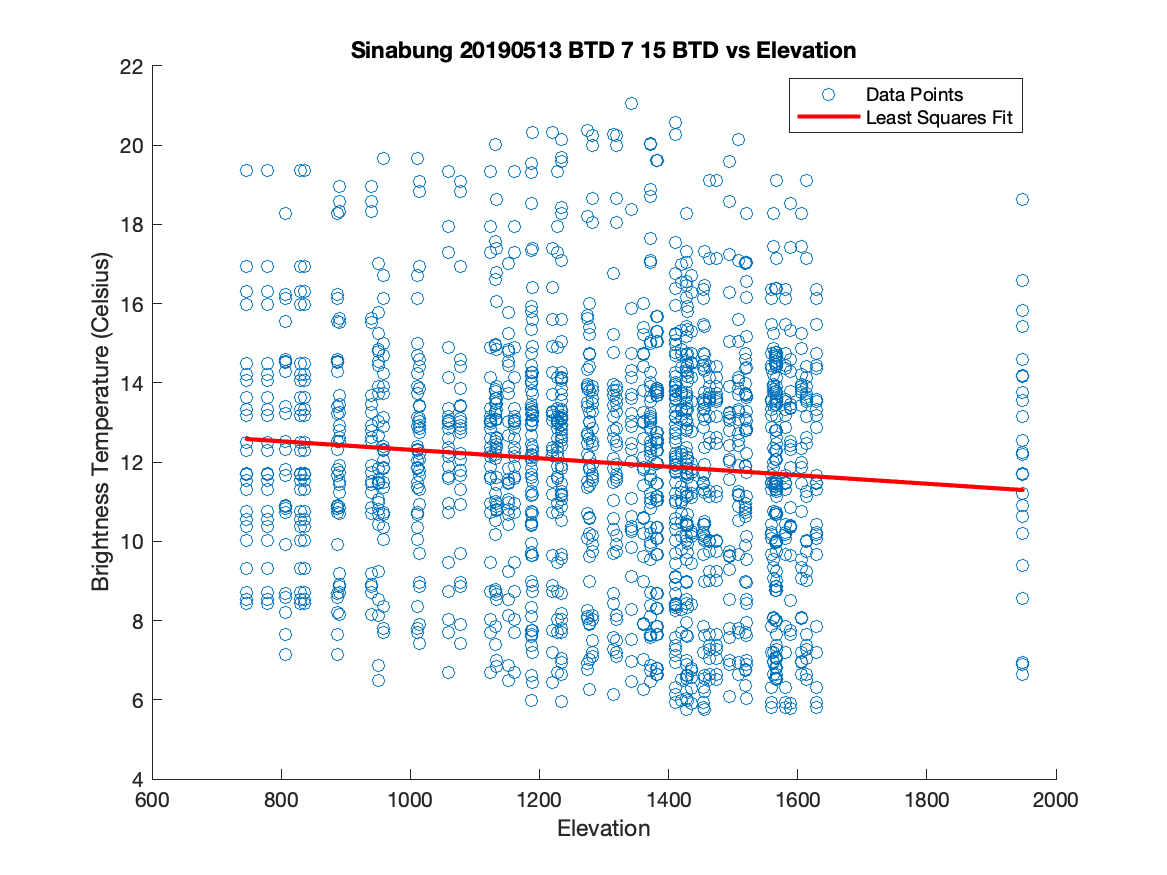 Sinabung 20190513 BTD 7 15 BTD vs Elevation
Data Points
Least Squares Fit
22
20
18
16
14
12
10
8
6
4
Brightness Temperature (Celsius)
600 800 1000 1200 1400 1600 1800 2000
Elevation